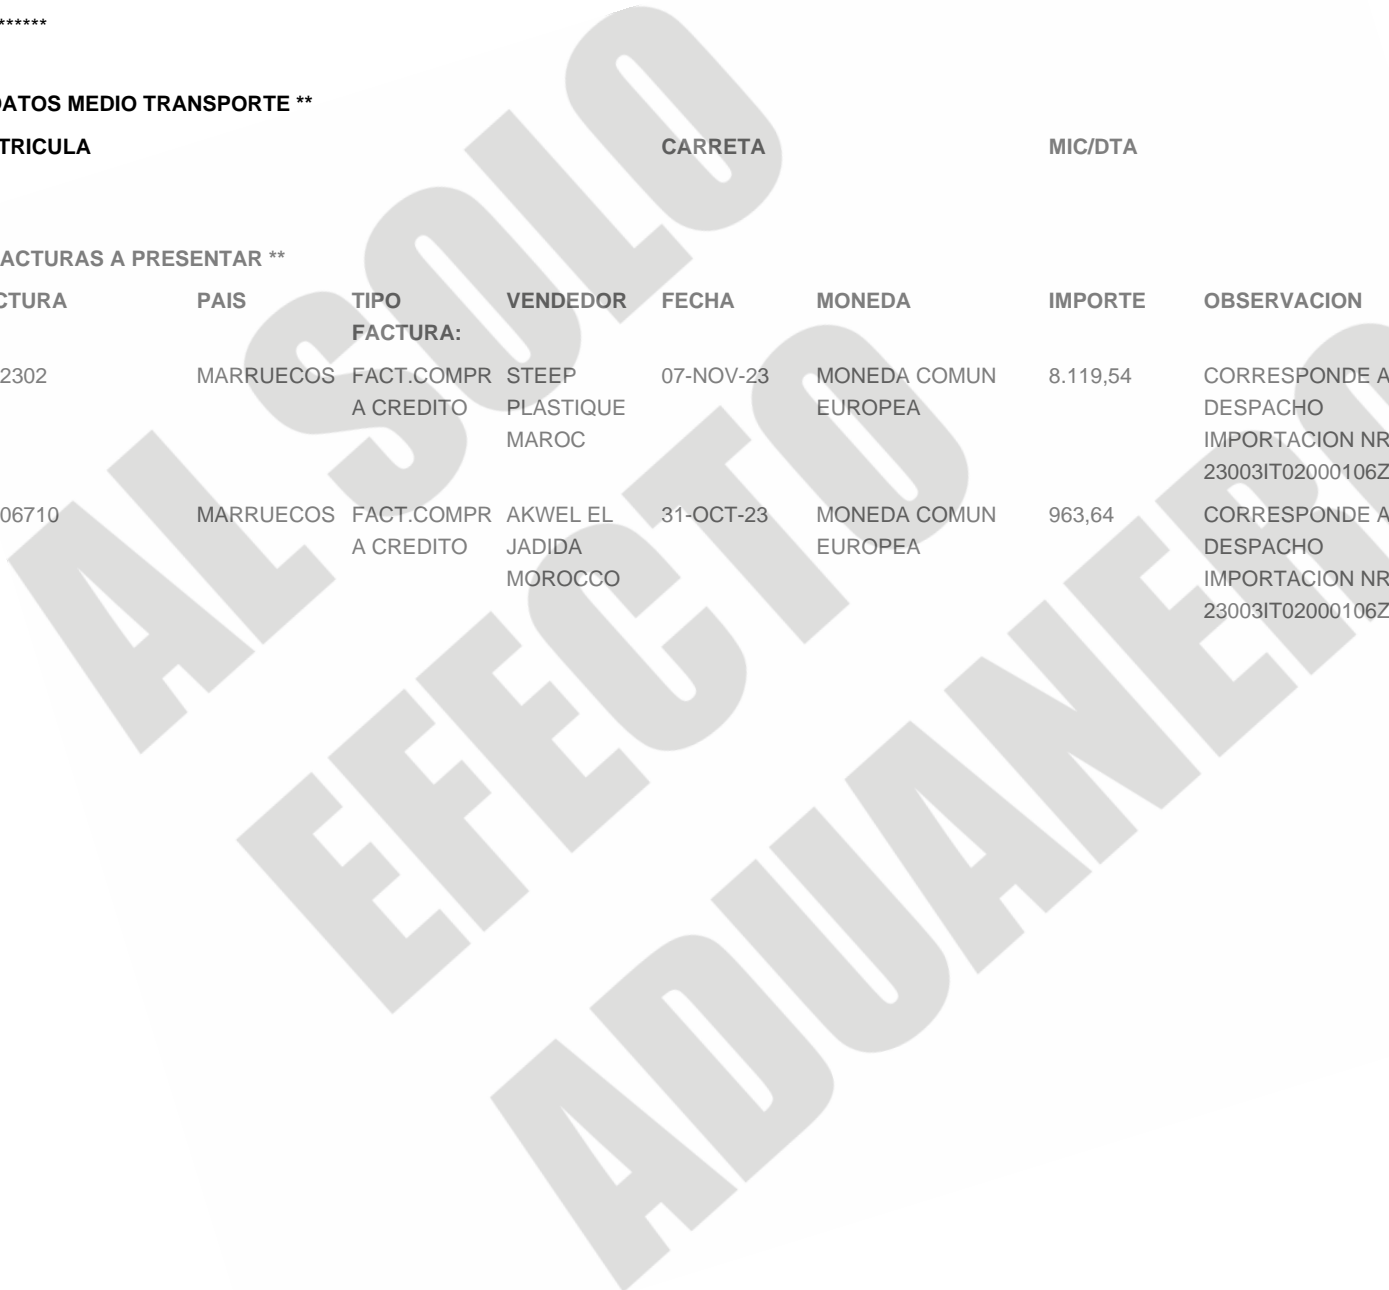 ******
DATOS MEDIO TRANSPORTE **
TRICULA CARRETA MIC/DTA
ACTURAS A PRESENTAR **
CTURA PAIS TIPO FACTURA: VENDEDOR FECHA MONEDA IMPORTE OBSERVACION
2302 MARRUECOS FACT.COMPR STEEP 07-NOV-23 MONEDA COMUN 8.119,54 CORRESPONDE A
A CREDITO PLASTIQUE EUROPEA DESPACHO
MAROC IMPORTACION NR
23003IT02000106Z
06710 MARRUECOS FACT.COMPR AKWEL EL 31-OCT-23 MONEDA COMUN 963,64 CORRESPONDE A
A CREDITO JADIDA EUROPEA DESPACHO
MOROCCO IMPORTACION NR
23003IT02000106Z
AL SOLO
EFECTO
ADUANERO